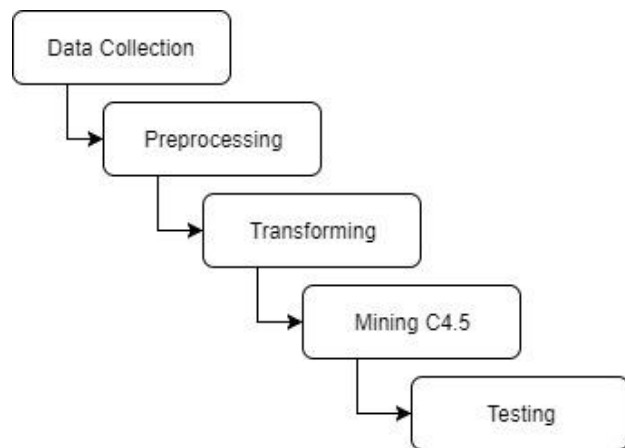 Data Collection
Preprocessing
Transforming
Mining C4.5
Testing